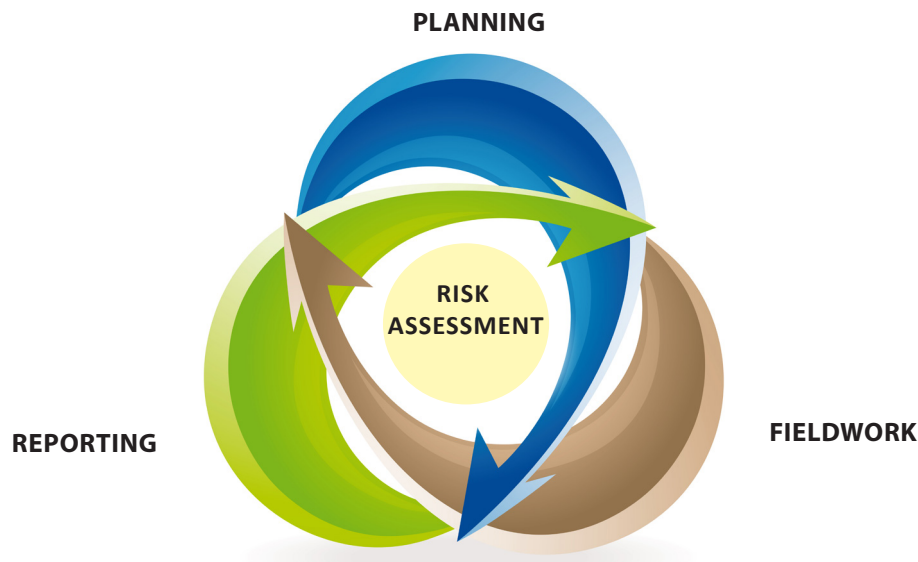 PLANNING
RISK
ASSESSMENT
REPORTING
FIELDWORK